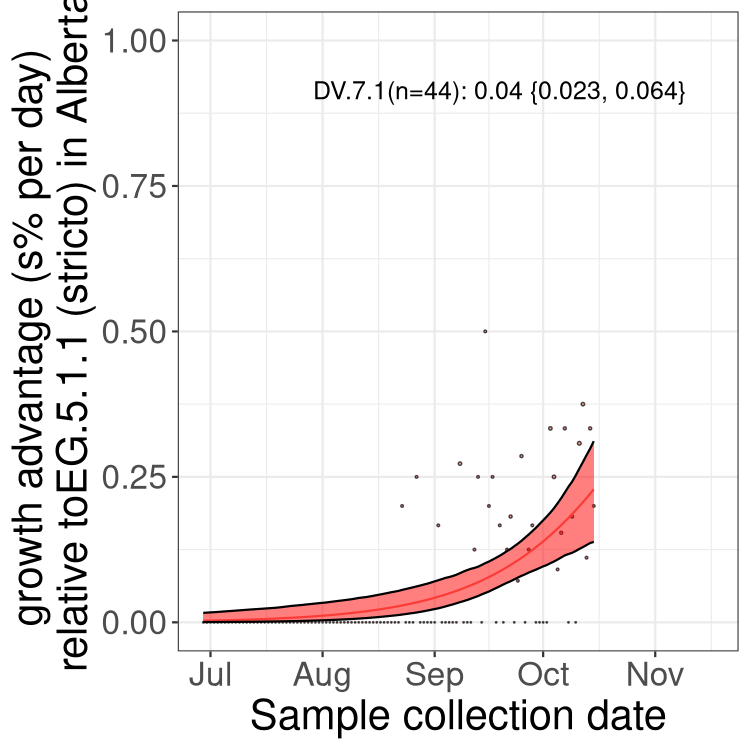 growth advantage (s% per day)
relative toEG.5.1.1 (stricto) in Alberta
1.00
0.75
0.50
0.25
0.00
DV.7.1(n=44): 0.04 {0.023, 0.064}
Jul Aug Sep Oct Nov
Sample collection date